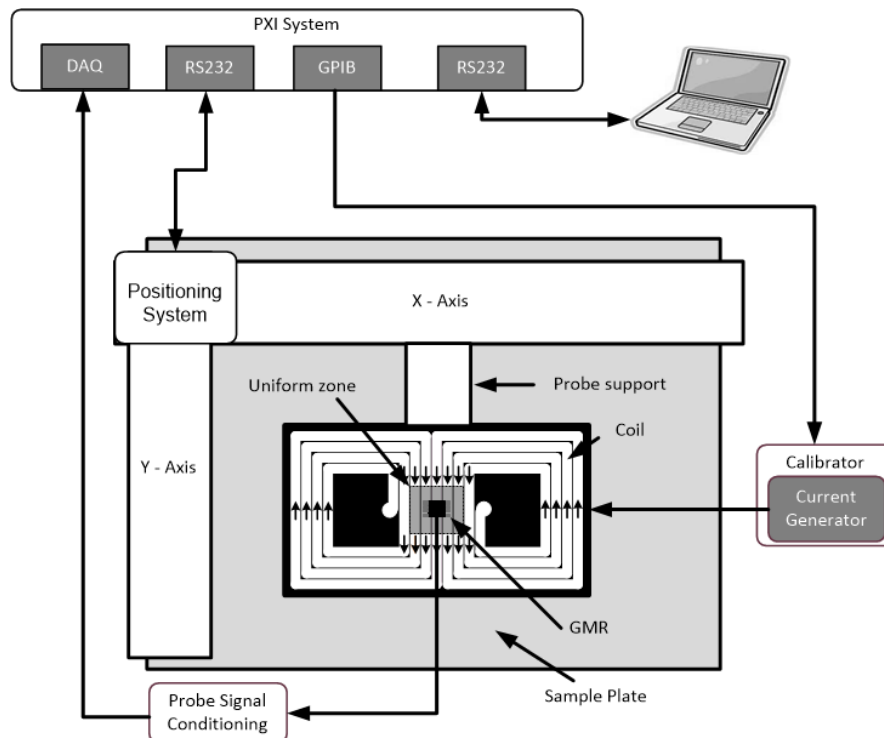 PXI System
DAQ
RS232
GPIB
RS232
Positioning
System
X - Axis
Uniform zone
Probe support
Coil
Y - Axis
Calibrator
Current
Generator
GMR
Sample Plate
Probe Signal
Conditioning